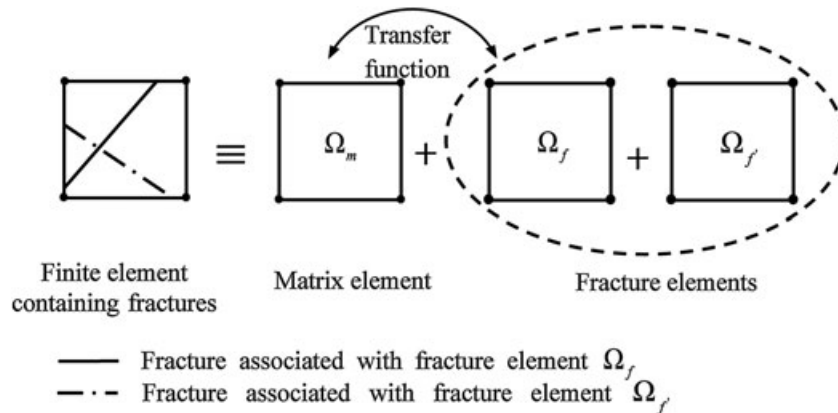 Transfer
function
≡ Ω_m + Ω_f + Ω_f'
Finite element
containing fractures
Matrix element
Fracture elements
Fracture associated with fracture element Ω_f
Fracture associated with fracture element Ω_f'